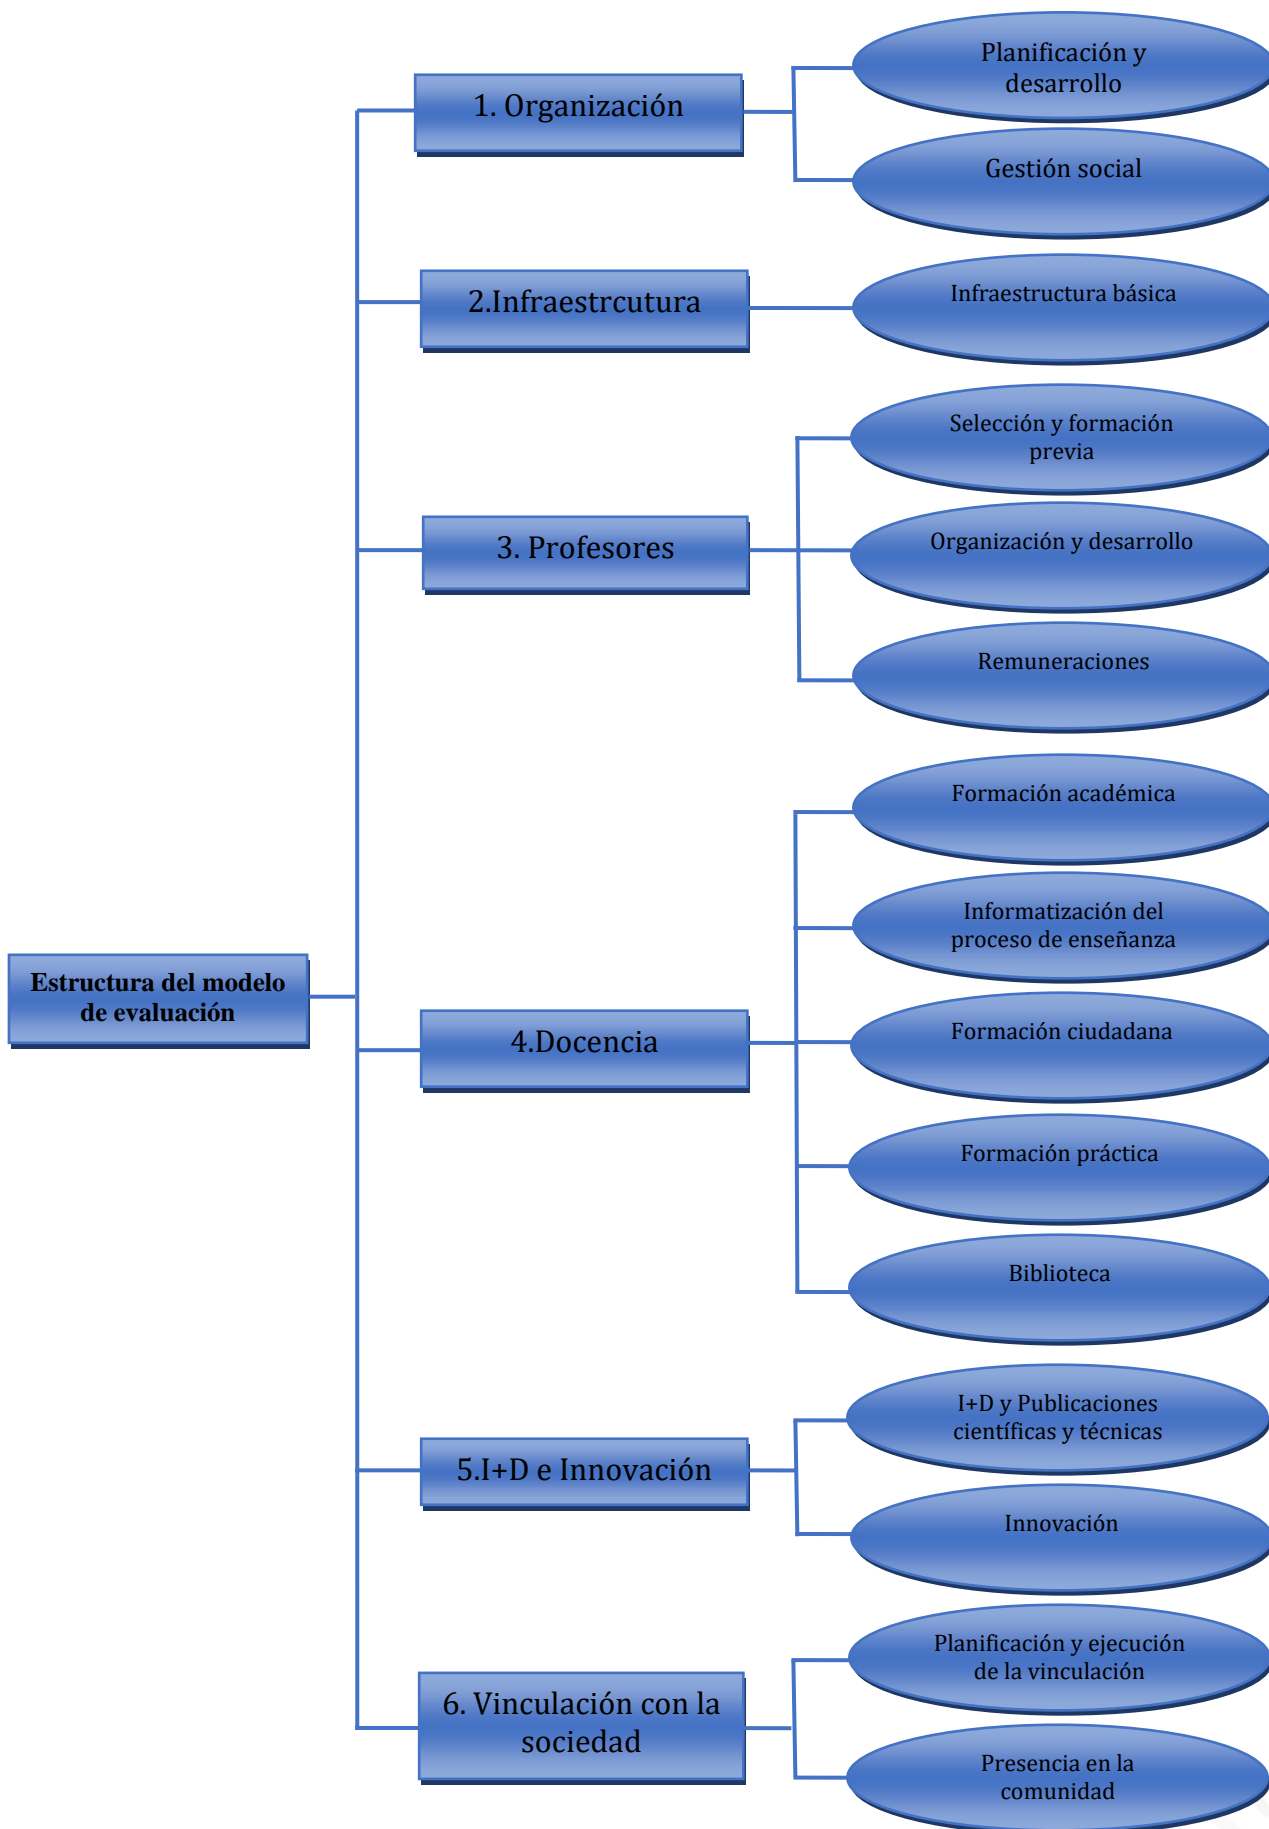 Estructura del modelo
de evaluación
1. Organización
Planificación y
desarrollo
Gestión social
2.Infraestrcutura
Infraestructura básica
3. Profesores
Selección y formación
previa
Organización y desarrollo
Remuneraciones
4.Docencia
Formación académica
Informatización del
proceso de enseñanza
Formación ciudadana
Formación práctica
Biblioteca
5.I+D e Innovación
I+D y Publicaciones
científicas y técnicas
Innovación
6. Vinculación con la
sociedad
Planificación y ejecución
de la vinculación
Presencia en la
comunidad